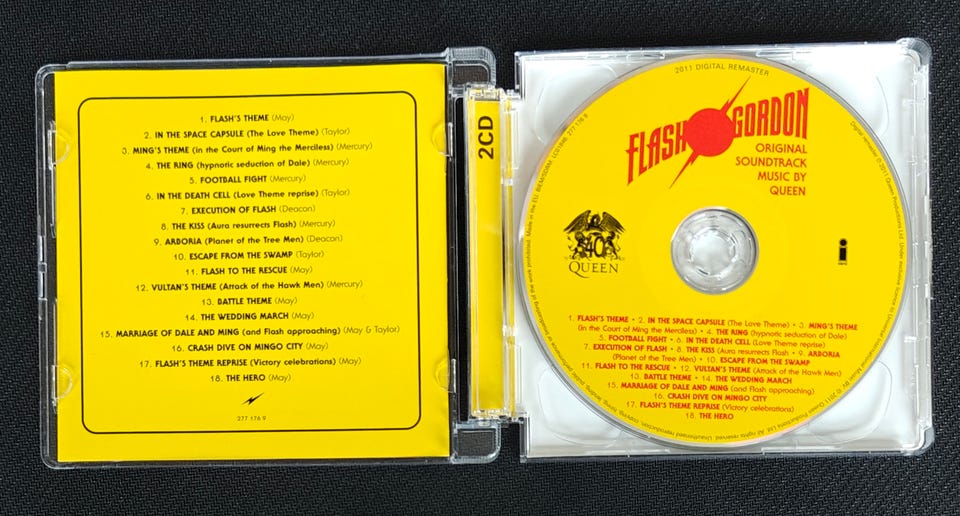 1. FLASH'S THEME (May)
2. IN THE SPACE CAPSULE (The Love Theme) (Taylor)
3. MING'S THEME (in the Court of Ming the Merciless) (Mercury)
4. THE RING (hypnotic seduction of Dale) (Mercury)
5. FOOTBALL FIGHT (Mercury)
6. IN THE DEATH CELL (Love Theme reprise) (Taylor)
7. EXECUTION OF FLASH (Deacon)
8. THE KISS (Aura resurrects Flash) (Mercury)
9. ARBORIA (Planet of the Tree Men) (Deacon)
10. ESCAPE FROM THE SWAMP (Taylor)
11. FLASH TO THE RESCUE (May)
12. VULTAN'S THEME (Attack of the Hawk Men) (Mercury)
13. BATTLE THEME (May)
14. THE WEDDING MARCH (May)
15. MARRIAGE OF DALE AND MING (and Flash approaching) (May & Taylor)
16. CRASH DIVE ON MINGO CITY (May)
17. FLASH'S THEME REPRISE (Victory celebrations) (May)
18. THE HERO (May)
277 176 9
2CD
2011 DIGITAL REMASTER
FLASH GORDON
ORIGINAL
SOUNDTRACK
MUSIC BY
QUEEN
40
QUEEN
1. FLASH'S THEME • 2. IN THE SPACE CAPSULE (The Love Theme) • 3. MING'S THEME
(in the Court of Ming the Merciless) • 4. THE RING (hypnotic seduction of Dale)
5. FOOTBALL FIGHT • 6. IN THE DEATH CELL (Love Theme reprise)
7. EXECUTION OF FLASH • 8. THE KISS (Aura resurrects Flash) • 9. ARBORIA
(Planet of the Tree Men) • 10. ESCAPE FROM THE SWAMP
11. FLASH TO THE RESCUE • 12. VULTAN'S THEME (Attack of the Hawk Men)
13. BATTLE THEME • 14. THE WEDDING MARCH
15. MARRIAGE OF DALE AND MING (and Flash approaching)
16. CRASH DIVE ON MINGO CITY
17. FLASH'S THEME REPRISE (Victory celebrations)
18. THE HERO